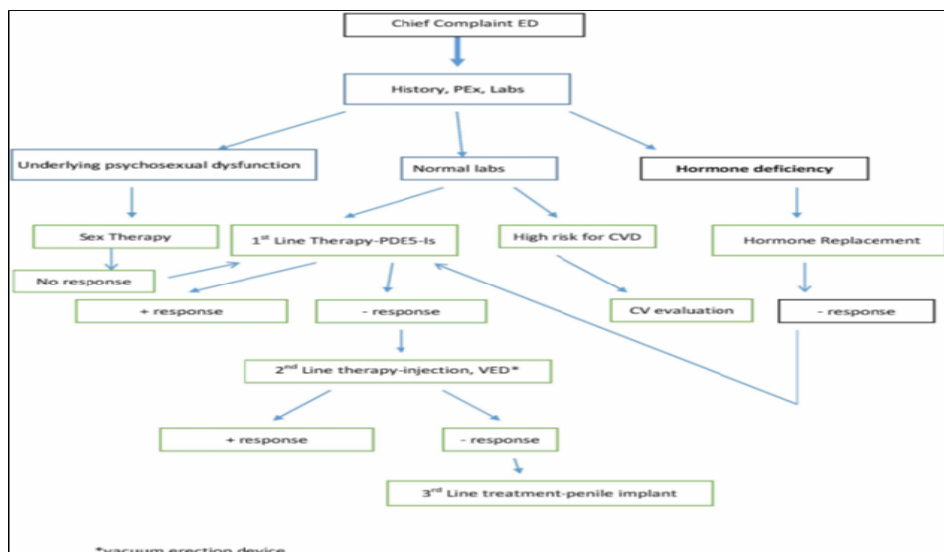 Chief Complaint ED
History, PEx, Labs
Underlying psychosexual dysfunction
Normal labs
Hormone deficiency
Sex Therapy
1st Line Therapy-PDE5-Is
High risk for CVD
Hormone Replacement
No response
+ response
- response
CV evaluation
- response
2nd Line therapy-injection, VED*
+ response
- response
3rd Line treatment-penile implant
*vacuum erection device